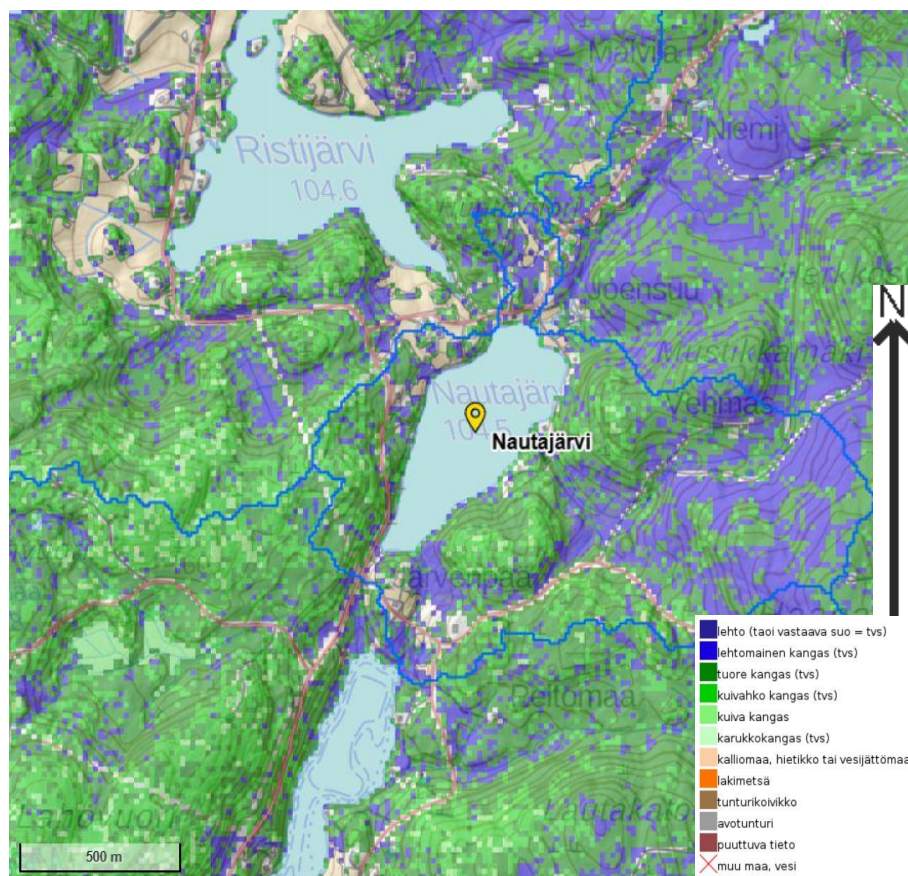 Niemi
Ristijärvi
104.6
Joensuu
N
Musukkamäki
Nautajärvi
Vehmas
Nautajärvi
Järvenpää
Peltomaa
500 m
lehto (taoi vastaava suo = tvs)
lehtomainen kangas (tvs)
tuore kangas (tvs)
kuivahko kangas (tvs)
kuiva kangas
karukkokangas (tvs)
kalliomaa, hietikko tai vesijättömaa
lakimetsä
tunturikoivikko
avotunturi
puuttuva tieto
muu maa, vesi